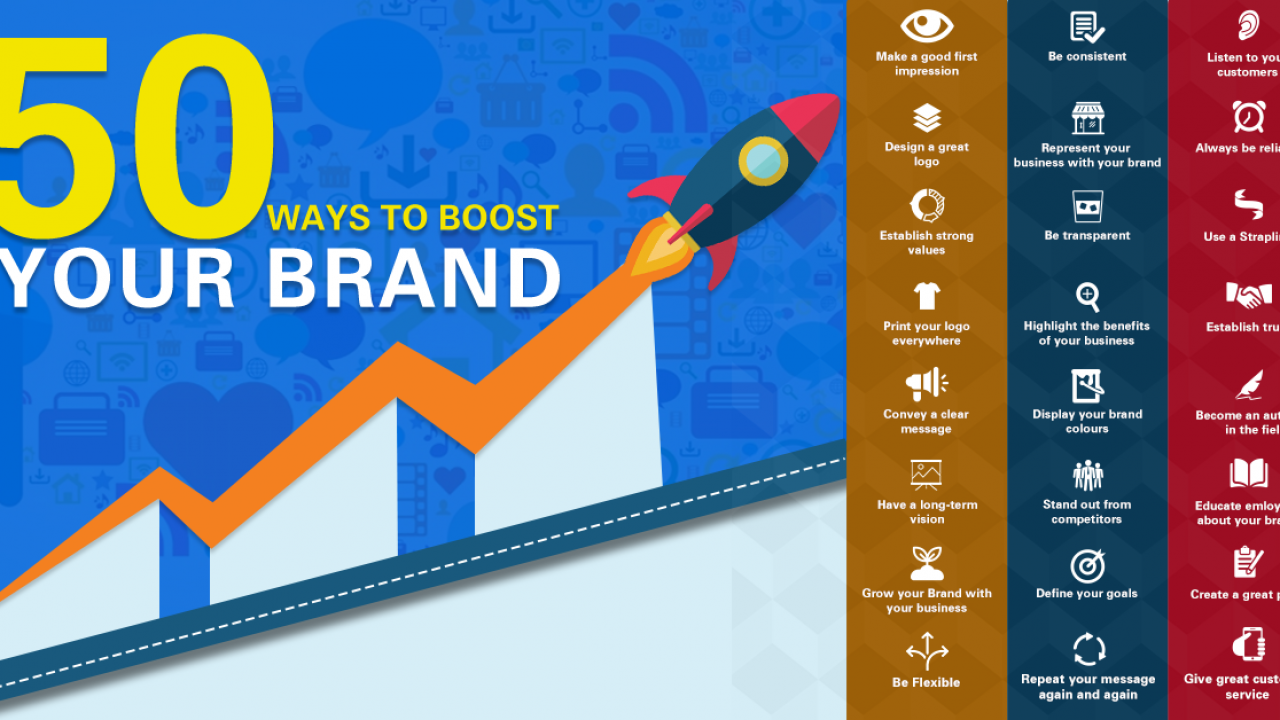 50
WAYS TO BOOST
YOUR BRAND
Make a good first
impression
Design a great
logo
Establish strong
values
Print your logo
everywhere
Convey a clear
message
Have a long-term
vision
Grow your Brand with
your business
Be Flexible
Be consistent
Represent your
business with your brand
Be transparent
Highlight the benefits
of your business
Display your brand
colours
Stand out from
competitors
Define your goals
Repeat your message
again and again
Listen to you
customers
Always be relia
Use a Straplin
Establish tru
Become an aut
in the fiel
Educate emloy
about your bra
Create a great p
Give great custo
service